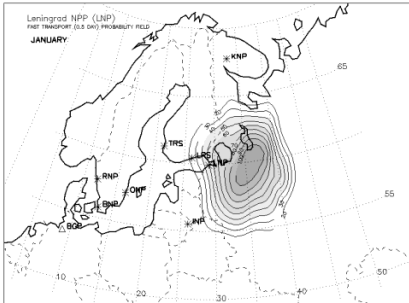 Leningrad NPP (LNP)
FAST TRANSPORT (0.5 DAY) PROBABILITY FIELD
JANUARY
KNP
65
TRS
LRS
LNP
RNP
ONP
BNP
INP
BGP
55
50
10
20
30
40